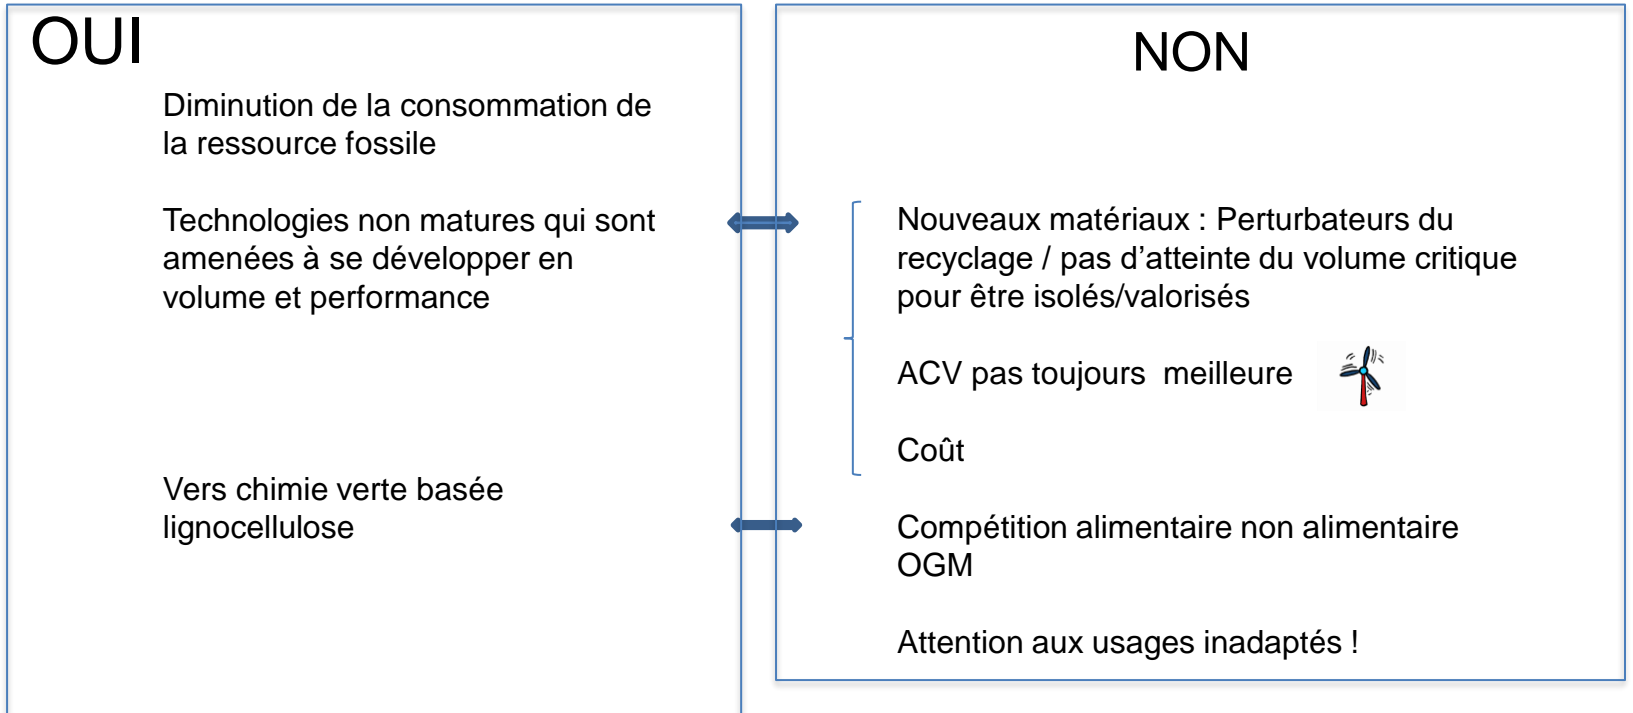 OUI
Diminution de la consommation de
la ressource fossile
Technologies non matures qui sont
amenées à se développer en
volume et performance
Vers chimie verte basée
lignocellulose
NON
Nouveaux matériaux : Perturbateurs du
recyclage / pas d’atteinte du volume critique
pour être isolés/valorisés
ACV pas toujours  meilleure
Coût
Compétition alimentaire non alimentaire
OGM
Attention aux usages inadaptés !